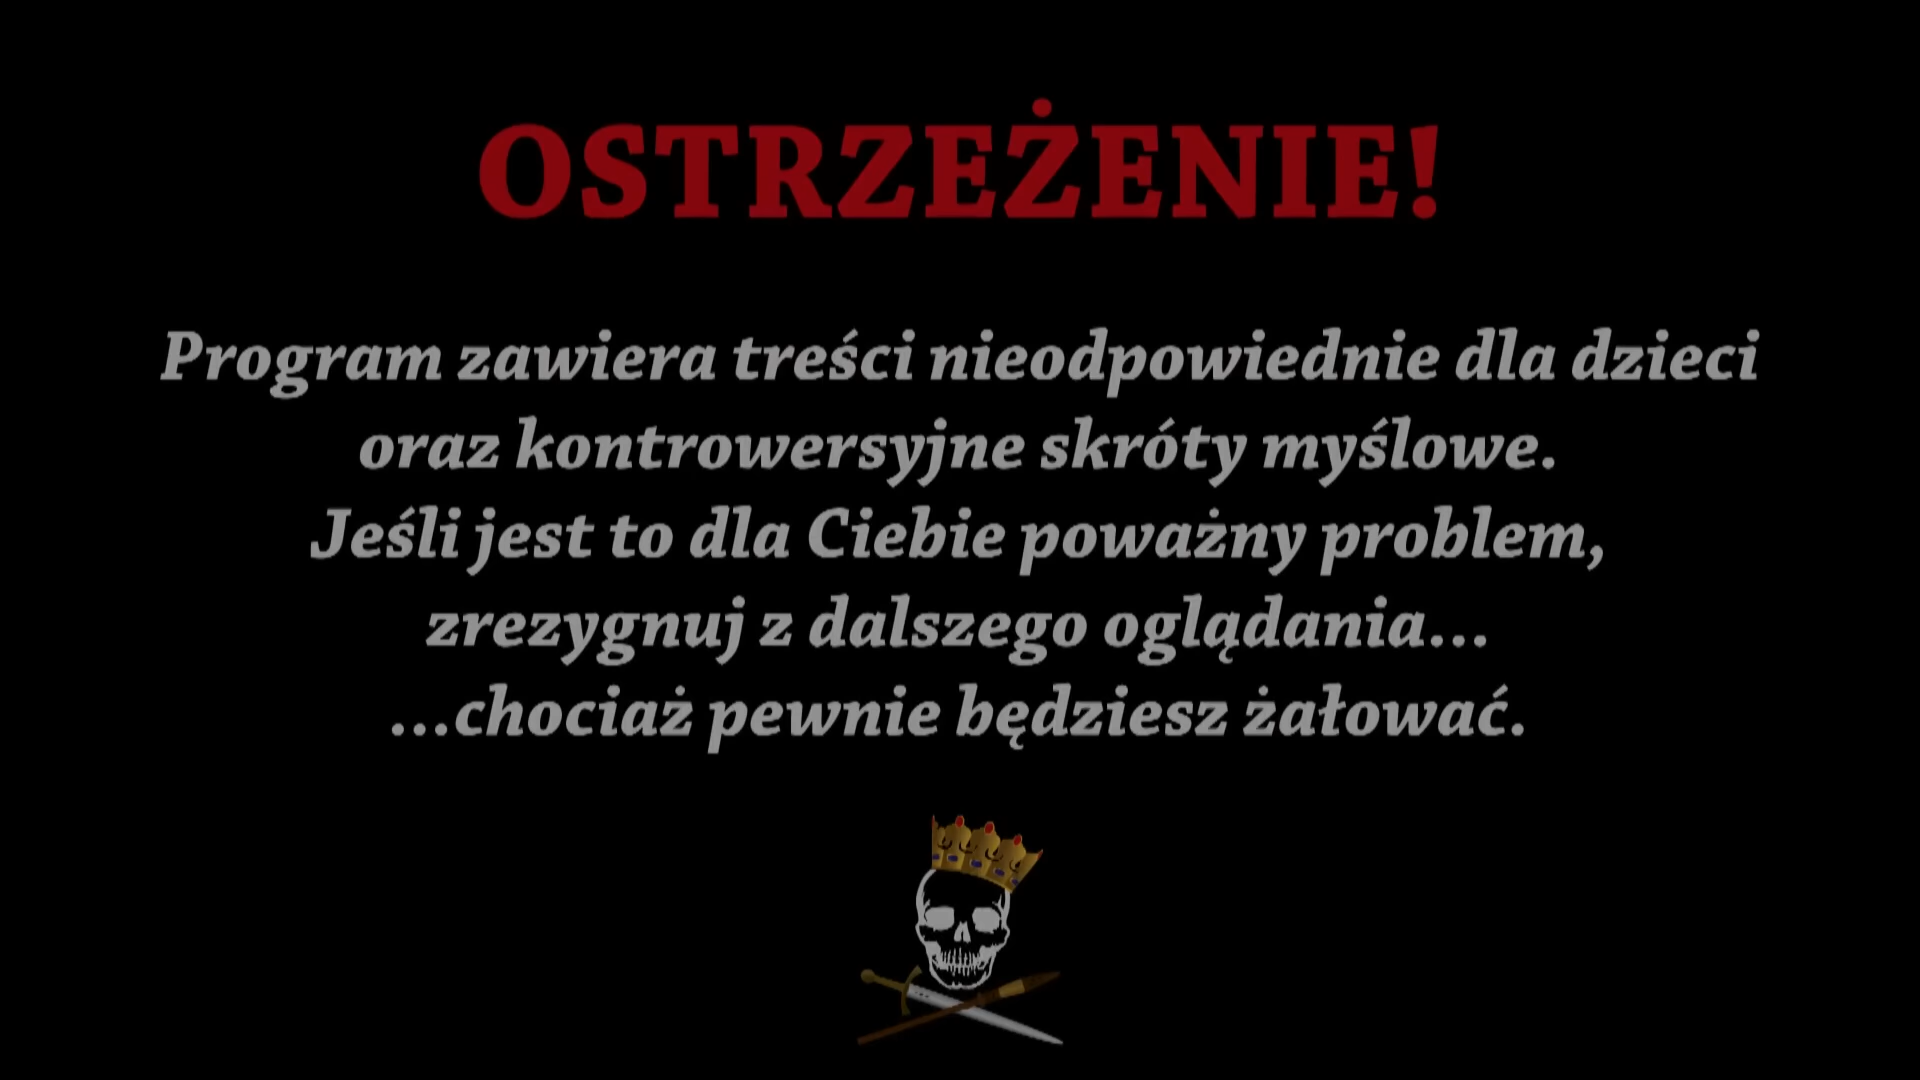 OSTRZEŻENIE!
Program zawiera treści nieodpowiednie dla dzieci
oraz kontrowersyjne skróty myślowe.
Jeśli jest to dla Ciebie poważny problem,
zrezygnuj z dalszego oglądania...
...chociaż pewnie będziesz żałować.